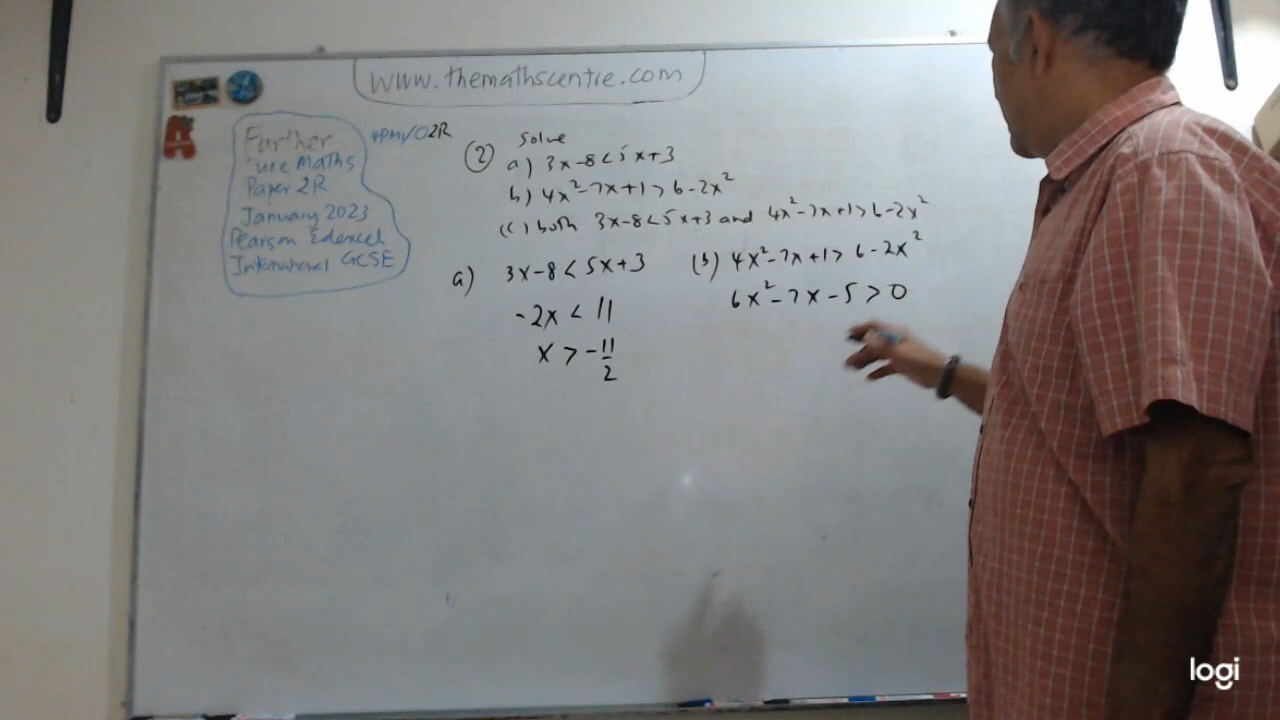 www.themathscentre.com
Further
Pure Maths
Paper 2R
January 2023
Pearson Edexcel
International GCSE
4PM1/02R
(2) Solve
a) 3x-8<5x+3
b) 4x²-7x+1>6-2x²
(c) both 3x-8<5x+3 and 4x²-7x+1>6-2x²
a) 3x-8<5x+3
-2x < 11
x > -11/2
(b) 4x²-7x+1>6-2x²
6x²-7x-5>0
logi